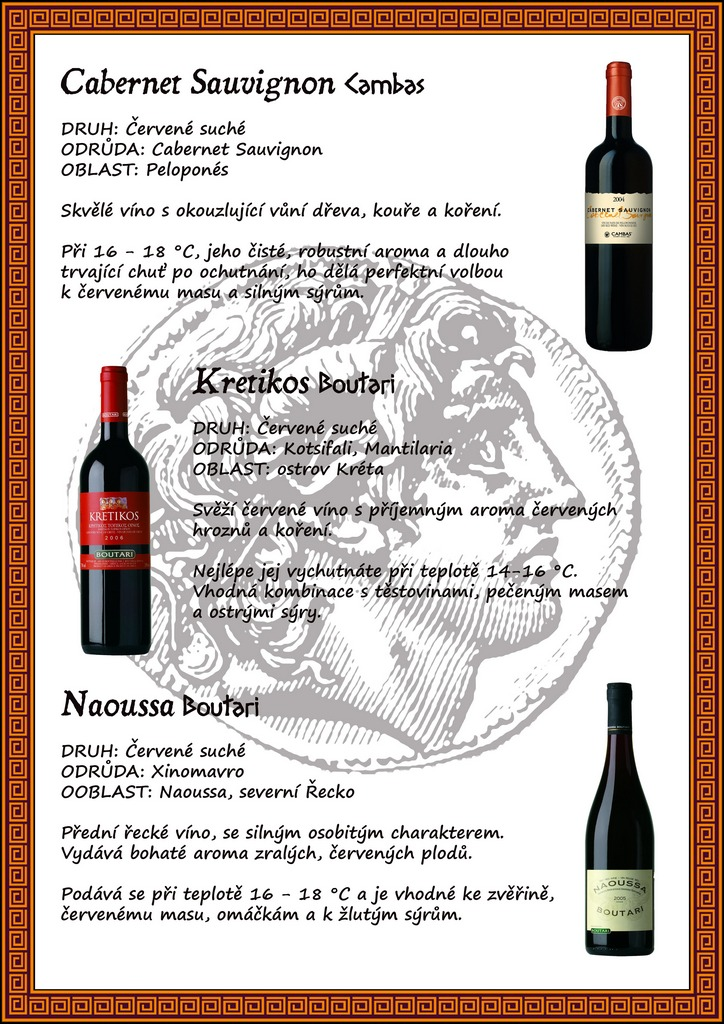 Cabernet Sauvignon Cambas
DRUH: Červené suché
ODRŮDA: Cabernet Sauvignon
OBLAST: Peloponés
Skvělé víno s okouzlující vůní dřeva, kouře a koření.
Při 16 - 18 °C, jeho čisté, robustní aroma a dlouho
trvající chuť po ochutnání, ho dělá perfektní volbou
k červenému masu a silným sýrům.
2004
CABERNET SAUVIGNON
CAMBAS
Kretikos Boutari
DRUH: Červené suché
ODRŮDA: Kotsifali, Mantilaria
OBLAST: ostrov Kréta
Svěží červené víno s příjemným aroma červených
hroznů a koření.
Nejlépe jej vychutnáte při teplotě 14-16 °C.
Vhodná kombinace s těstovinami, pečeným masem
a ostrými sýry.
KRETIKOS
2006
BOUTARI
Naoussa Boutari
DRUH: Červené suché
ODRŮDA: Xinomavro
OOBLAST: Naoussa, severní Řecko
Přední řecké víno, se silným osobitým charakterem.
Vydává bohaté aroma zralých, červených plodů.
Podává se při teplotě 16 - 18 °C a je vhodné ke zvěřině,
červenému masu, omáčkám a k žlutým sýrům.
NAOUSSA
2005
BOUTARI
BOUTARI